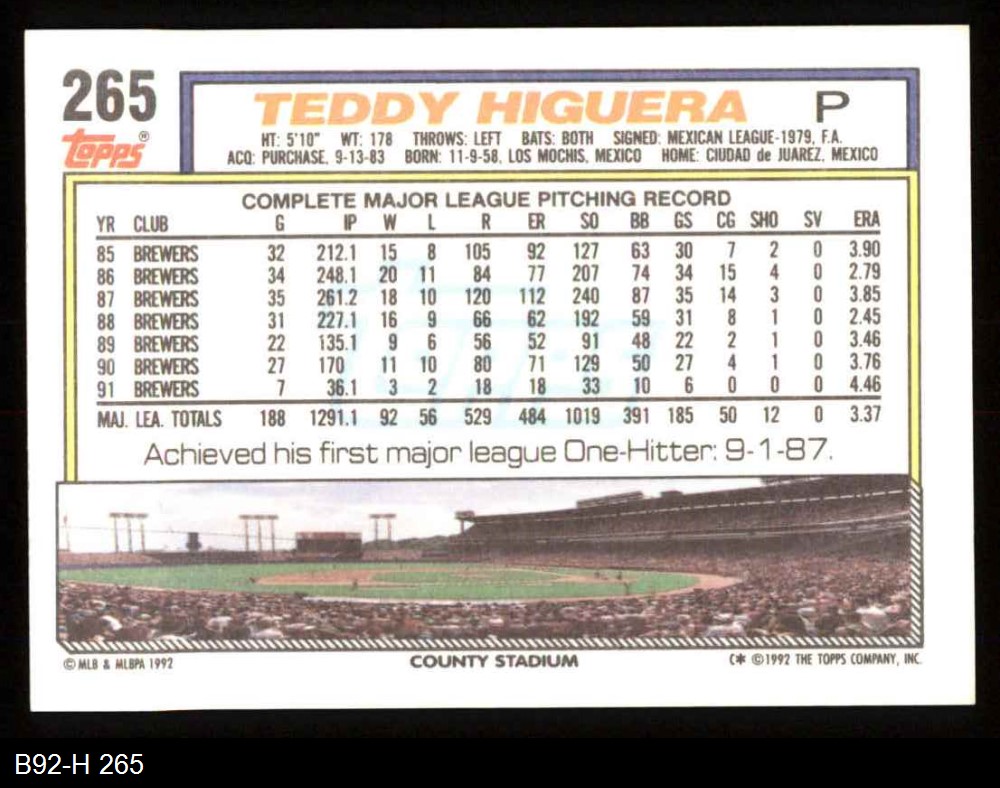 265
Topps®
TEDDY HIGUERA P
HT: 5'10" WT: 178 THROWS: LEFT BATS: BOTH SIGNED: MEXICAN LEAGUE-1979, F.A.
ACQ: PURCHASE, 9-13-83 BORN: 11-9-58, LOS MOCHIS, MEXICO HOME: CIUDAD de JUAREZ, MEXICO
COMPLETE MAJOR LEAGUE PITCHING RECORD
YR CLUB G IP W L R ER SO BB GS CG SHO SV ERA
85 BREWERS 32 212.1 15 8 105 92 127 63 30 7 2 0 3.90
86 BREWERS 34 248.1 20 11 84 77 207 74 34 15 4 0 2.79
87 BREWERS 35 261.2 18 10 120 112 240 87 35 14 3 0 3.85
88 BREWERS 31 227.1 16 9 66 62 192 59 31 8 1 0 2.45
89 BREWERS 22 135.1 9 6 56 52 91 48 22 2 1 0 3.46
90 BREWERS 27 170 11 10 80 71 129 50 27 4 1 0 3.76
91 BREWERS 7 36.1 3 2 18 18 33 10 6 0 0 0 4.46
MAJ. LEA. TOTALS 188 1291.1 92 56 529 484 1019 391 185 50 12 0 3.37
Achieved his first major league One-Hitter: 9-1-87.
© MLB & MLBPA 1992 COUNTY STADIUM (* ©1992 THE TOPPS COMPANY, INC.
B92-H 265